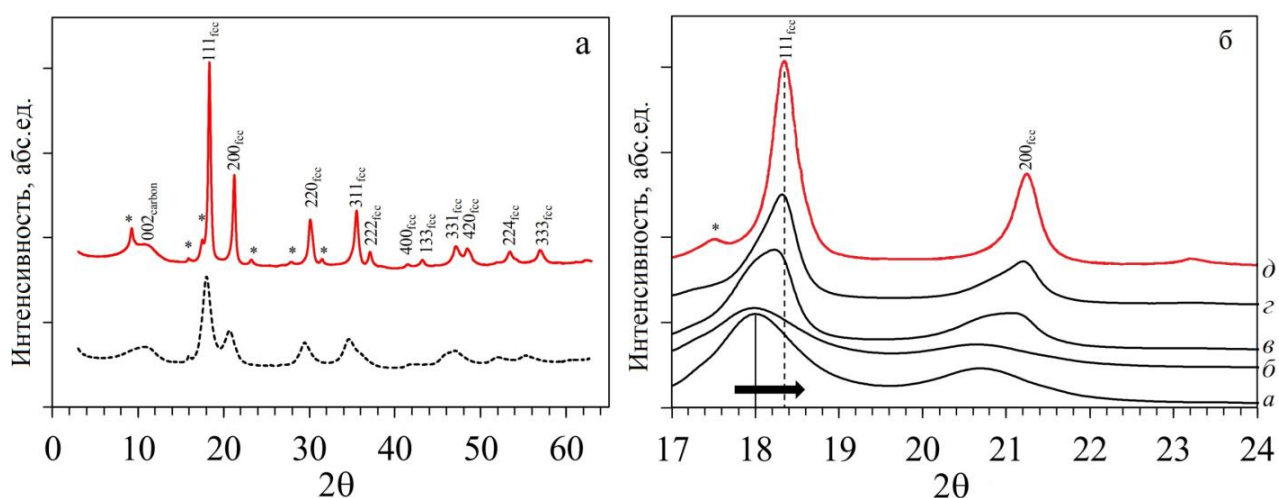 а
Интенсивность, абс.ед.
*
002carbon
*
*
111fcc
200fcc
*
220fcc
*
*
311fcc
222fcc
400fcc
133fcc
331fcc
420fcc
224fcc
333fcc
0 10 20 30 40 50 60
2θ
б
Интенсивность, абс.ед.
*
111fcc
200fcc
д
г
в
б
а
17 18 19 20 21 22 23 24
2θ